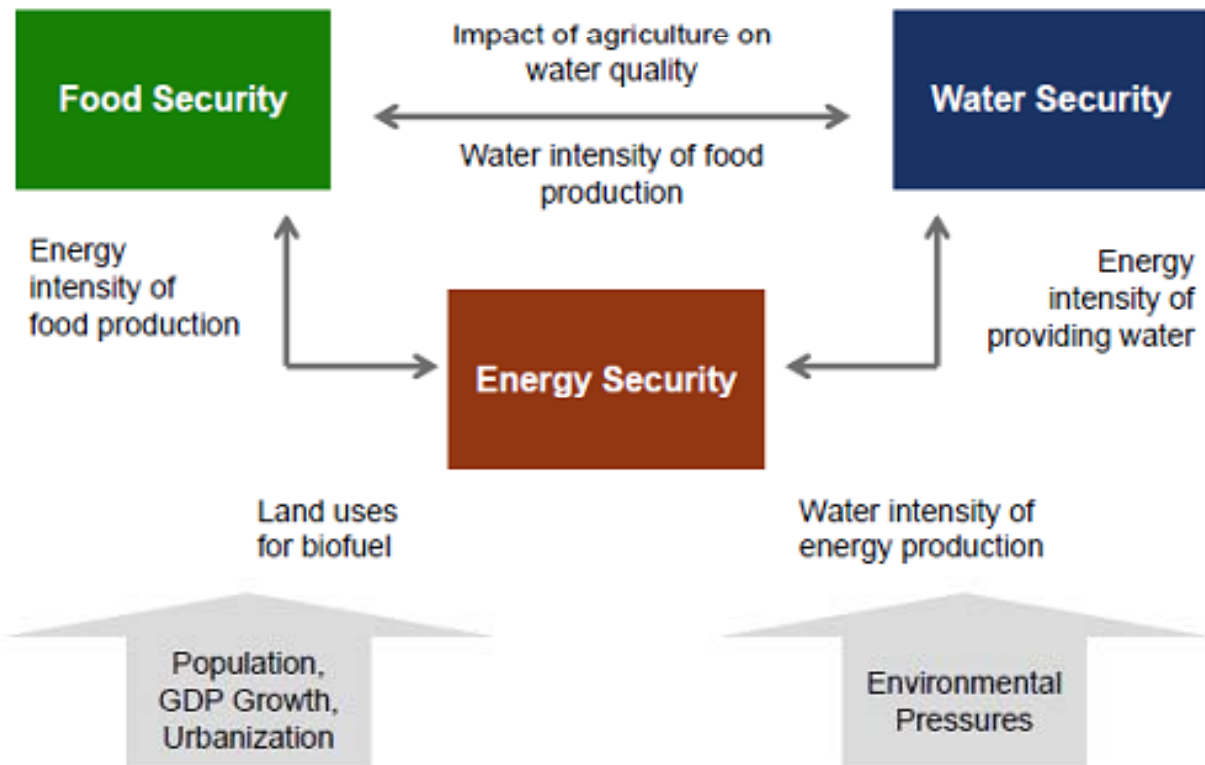 Impact of agriculture on
water quality
Food Security
Water Security
Water intensity of food
production
Energy
intensity of
food production
Energy
intensity of
providing water
Energy Security
Land uses
for biofuel
Water intensity of
energy production
Population,
GDP Growth,
Urbanization
Environmental
Pressures